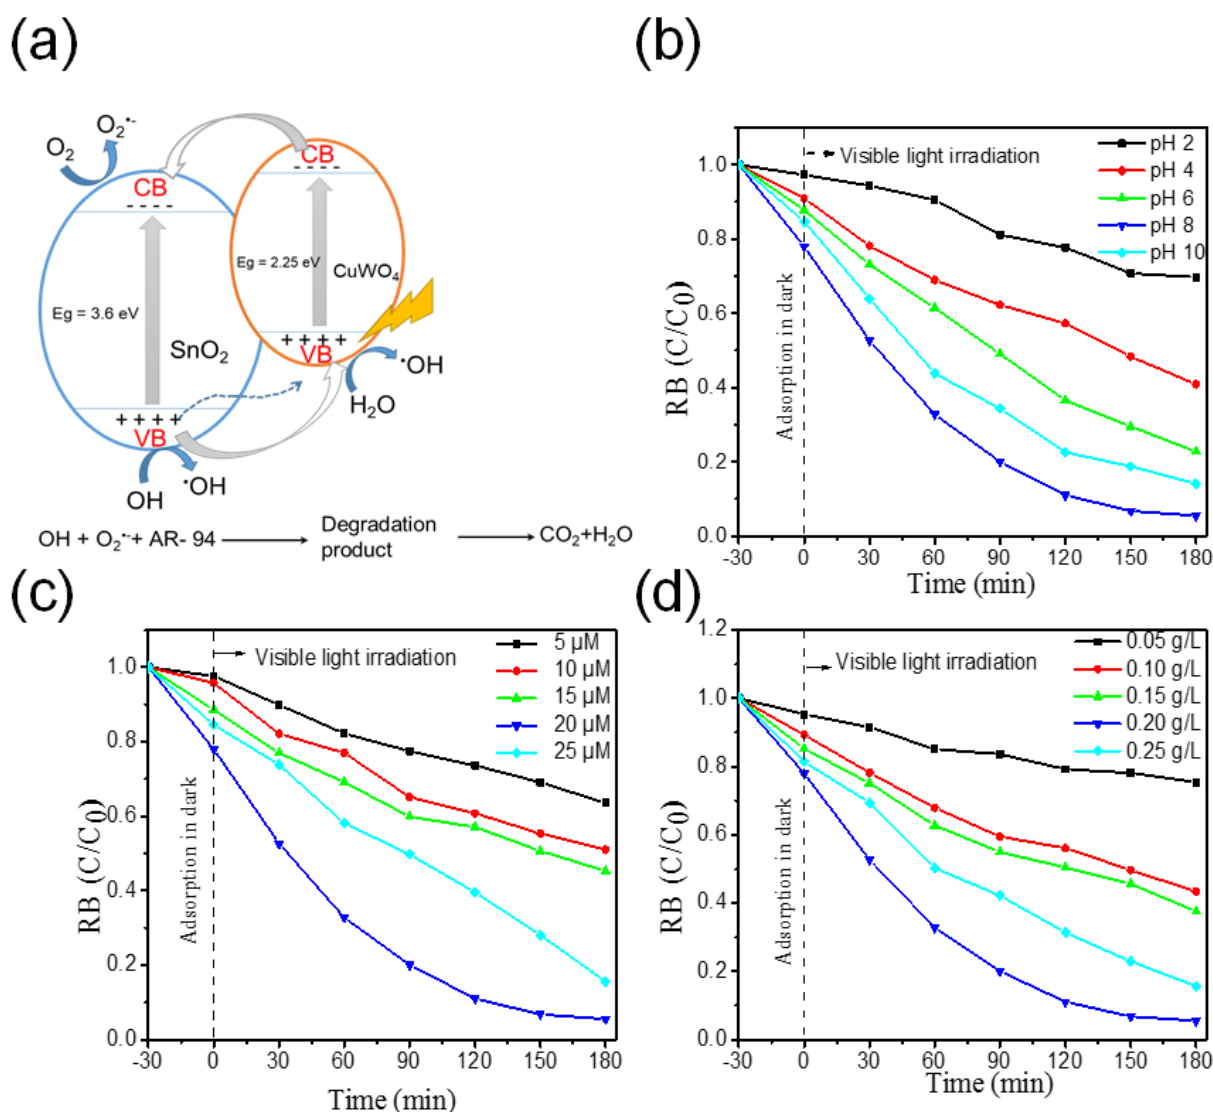 (a)
O2
O2•-
CB
- - - -
CB
- - - -
Eg = 3.6 eV
SnO2
Eg = 2.25 eV
CuWO4
+ + + +
VB
+ + + +
VB
H2O
•OH
OH
•OH
OH + O2•-+ AR- 94
Degradation
product
CO2+H2O
(b)
RB (C/C0)
1.0
0.8
0.6
0.4
0.2
0.0
Adsorption in dark
Visible light irradiation
pH 2
pH 4
pH 6
pH 8
pH 10
-30 0 30 60 90 120 150 180
Time (min)
(c)
RB (C/C0)
1.0
0.8
0.6
0.4
0.2
0.0
Adsorption in dark
Visible light irradiation
5 µM
10 µM
15 µM
20 µM
25 µM
-30 0 30 60 90 120 150 180
Time (min)
(d)
RB (C/C0)
1.2
1.0
0.8
0.6
0.4
0.2
0.0
Adsorption in dark
Visible light irradiation
0.05 g/L
0.10 g/L
0.15 g/L
0.20 g/L
0.25 g/L
-30 0 30 60 90 120 150 180
Time (min)